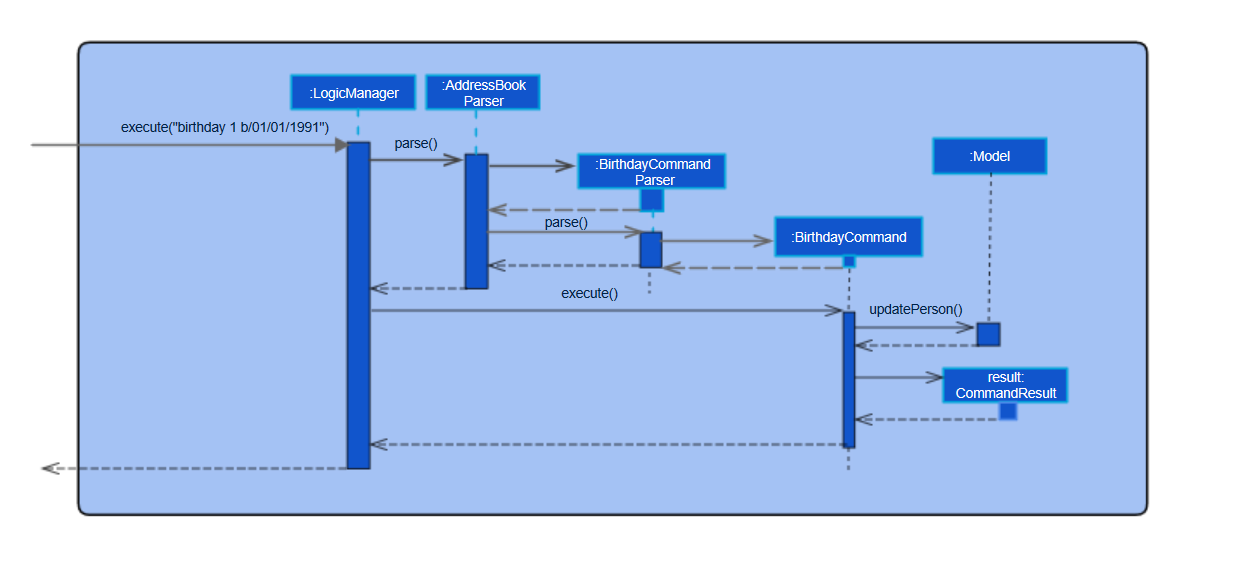 :LogicManager
:AddressBook
Parser
execute("birthday 1 b/01/01/1991")
parse()
:BirthdayCommand
Parser
:Model
parse()
:BirthdayCommand
execute()
updatePerson()
result:
CommandResult